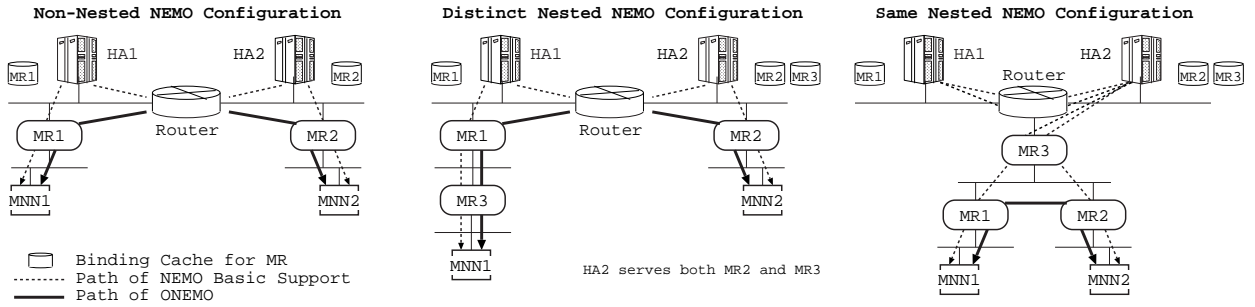 Non-Nested NEMO Configuration
HA1
HA2
MR1
MR2
Router
MR1
MR2
MNN1
MNN2
Binding Cache for MR
Path of NEMO Basic Support
Path of ONEMO
Distinct Nested NEMO Configuration
HA1
HA2
MR1
MR2
MR3
Router
MR1
MR2
MR3
MNN2
MNN1
HA2 serves both MR2 and MR3
Same Nested NEMO Configuration
HA1
HA2
Router
MR1
MR2
MR3
MR3
MR1
MR2
MNN1
MNN2